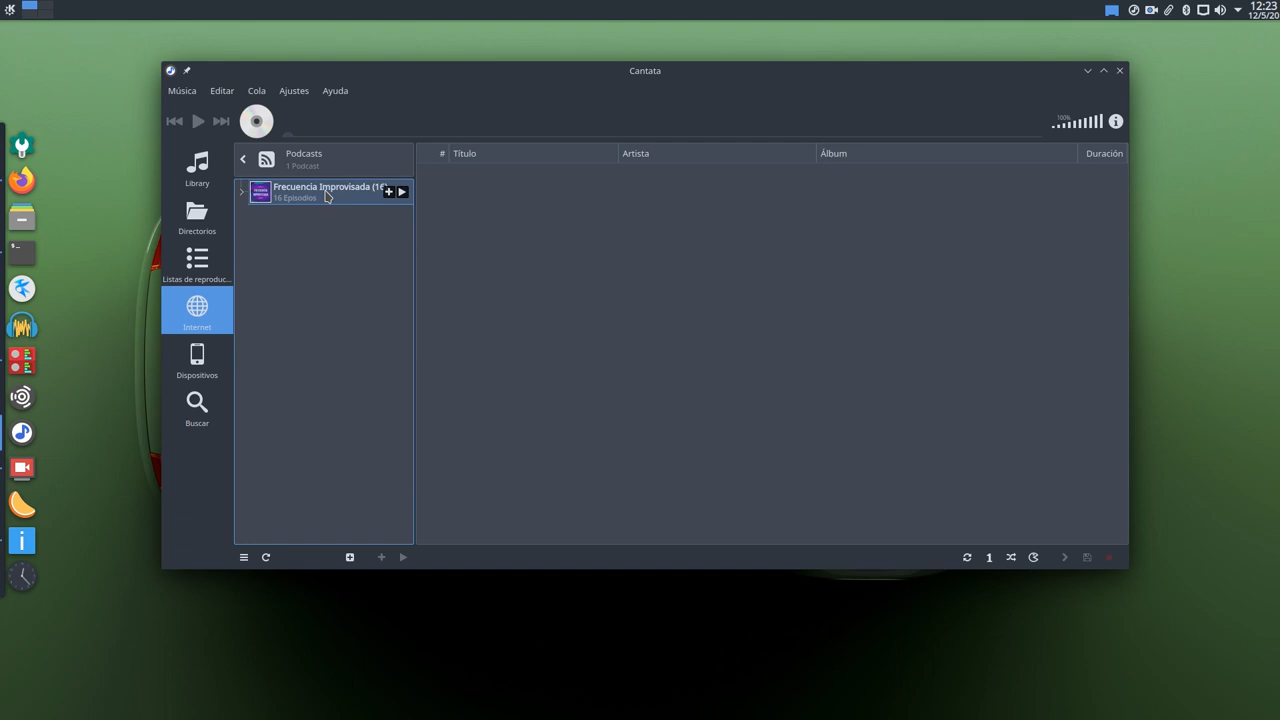 12:23
12/5/20
Cantata
Música Editar Cola Ajustes Ayuda
100%
Podcasts
1 Podcast
# Título Artista Álbum Duración
Frecuencia Improvisada (16
16 Episodios
Library
Directorios
Listas de reproduc...
Internet
Dispositivos
Buscar
1